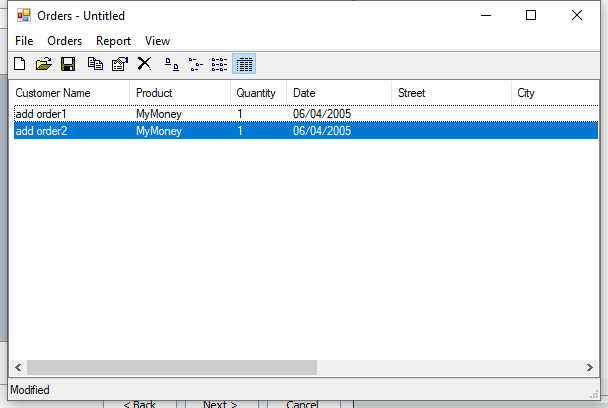 Orders - Untitled
File Orders Report View
Customer Name Product Quantity Date Street City
add order1 MyMoney 1 06/04/2005
add order2 MyMoney 1 06/04/2005
Modified
< Back Next > Cancel